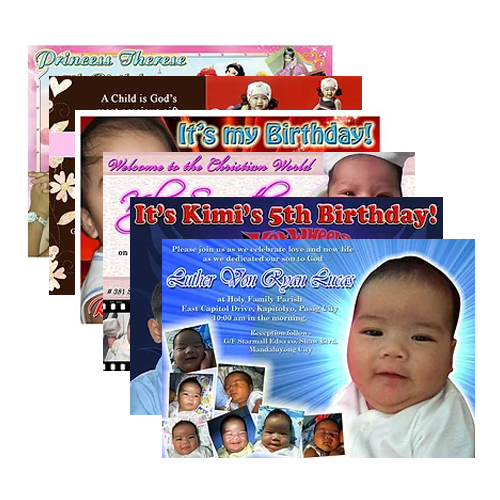 Princess Therese
A Child is God's
It's my Birthday!
Welcome to the Christian World
# 381 S
It's Kimi's 5th Birthday!
Please join us as we celebrate love and new life
as we dedicated our son to God
Luther Von Ryan Lucas
at Holy Family Parish
East Capitol Drive, Kapitolyo, Pasig City
10:00 am in the morning.
Reception follows
G/F Starmall Edsa co. Shaw Blvd.
Mandaluyong City